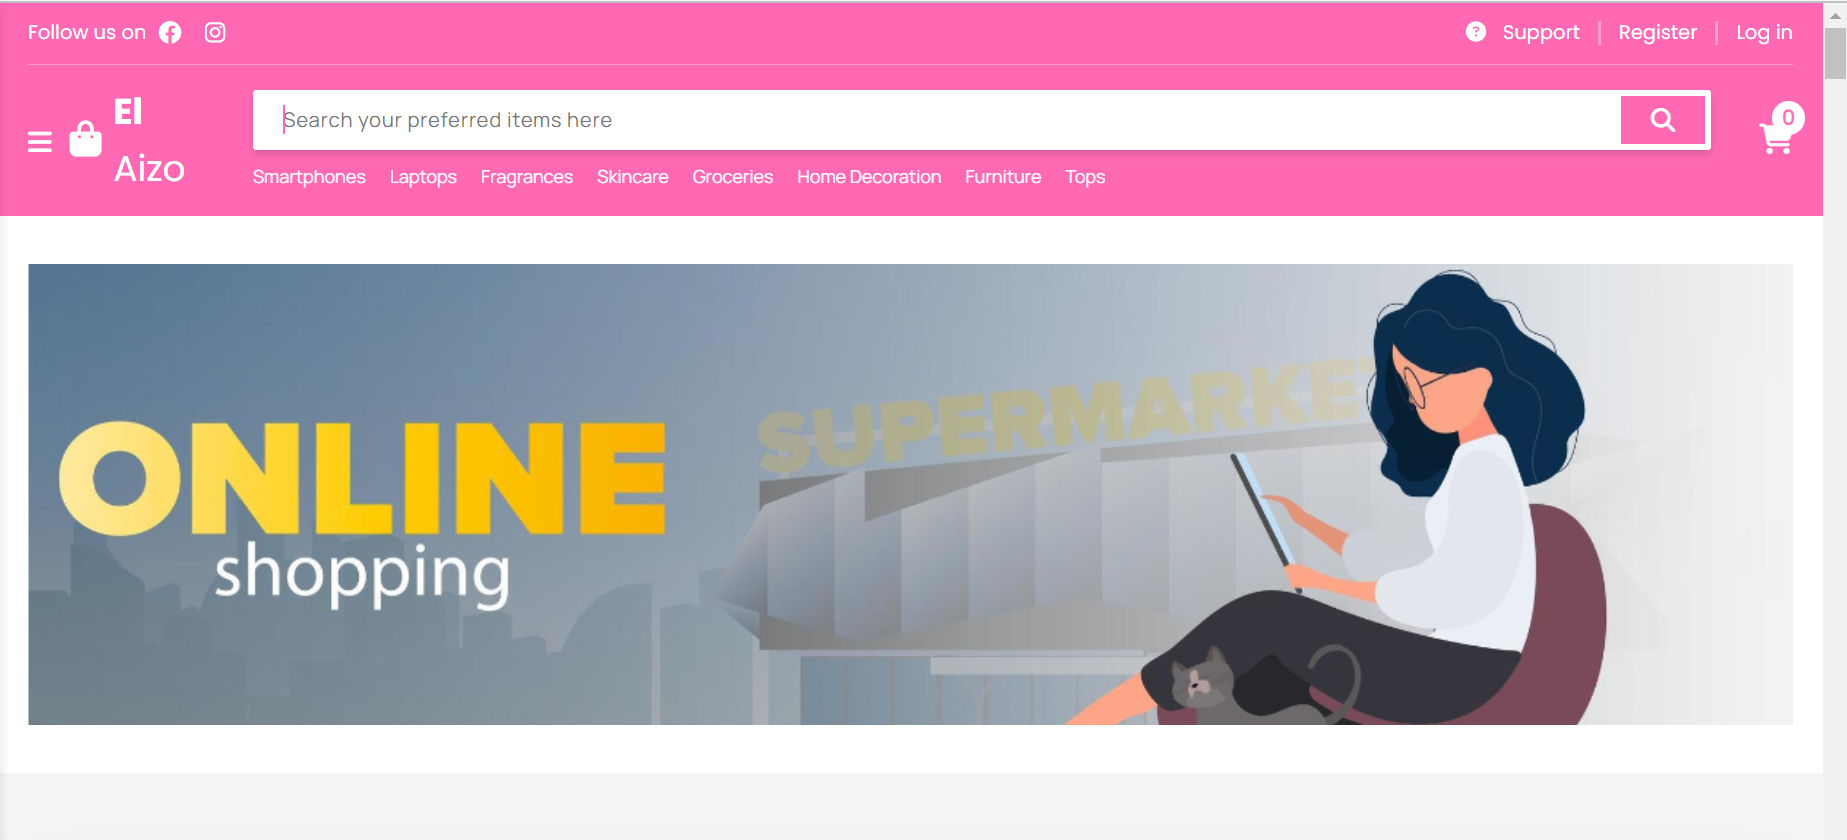 Follow us on
Support
Register
Log in
El
Aizo
Search your preferred items here
0
Smartphones Laptops Fragrances Skincare Groceries Home Decoration Furniture Tops
SUPERMARKE
ONLINE
shopping